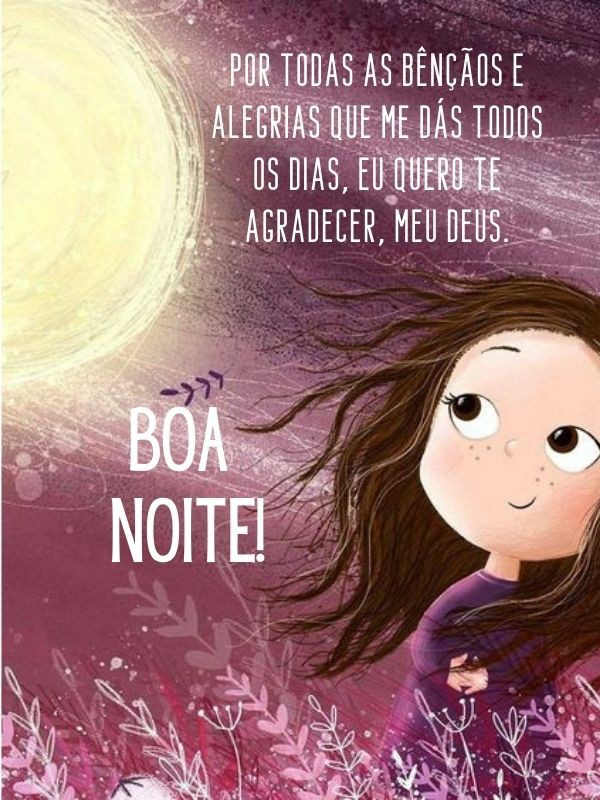 POR TODAS AS BÊNÇÃOS E
ALEGRIAS QUE ME DÁS TODOS
OS DIAS, EU QUERO TE
AGRADECER, MEU DEUS.
BOA
NOITE!